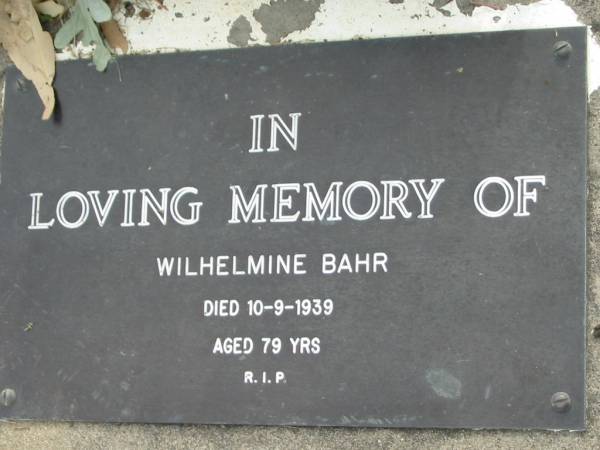 IN
LOVING MEMORY OF
WILHELMINE BAHR
DIED 10-9-1939
AGED 79 YRS
R.I.P.